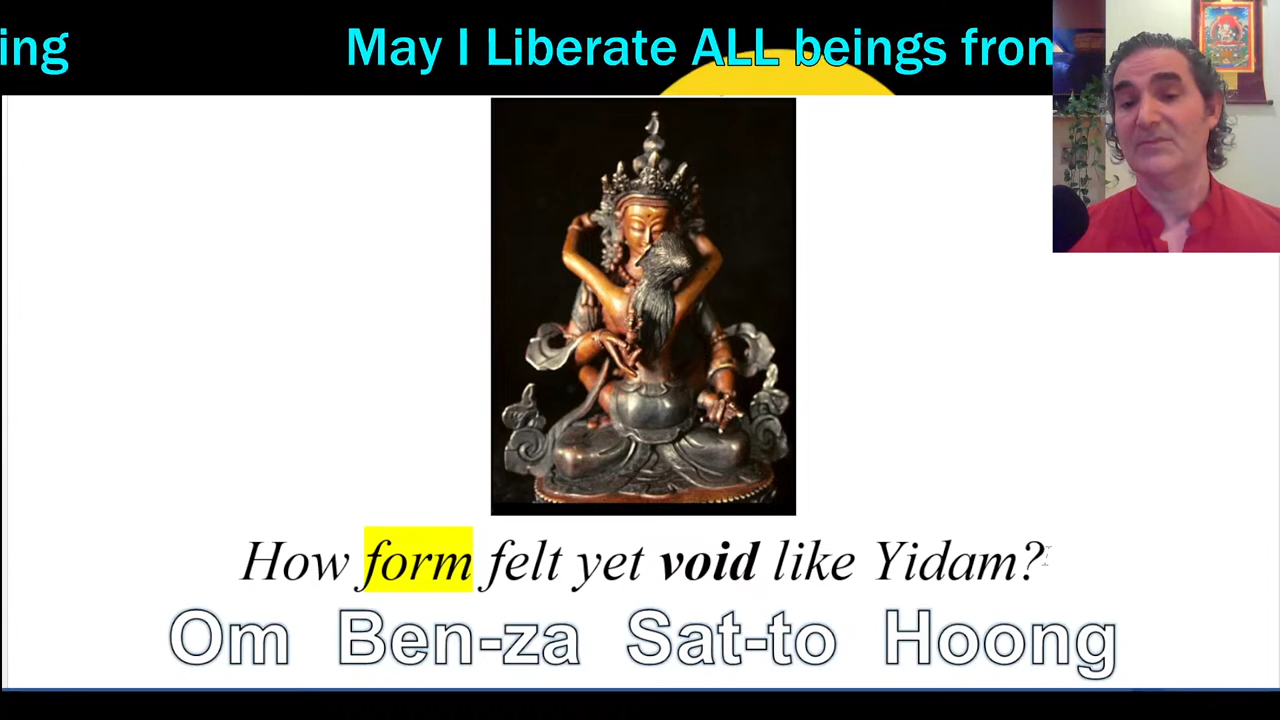 ing May I Liberate ALL beings from
How form felt yet void like Yidam?
Om Ben-za Sat-to Hoong